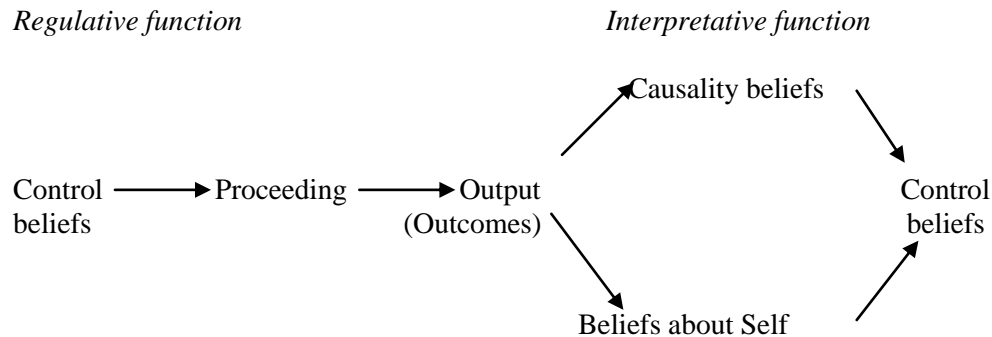 Regulative function
Interpretative function
Causality beliefs
Control
beliefs
Proceeding
Output
(Outcomes)
Control
beliefs
Beliefs about Self